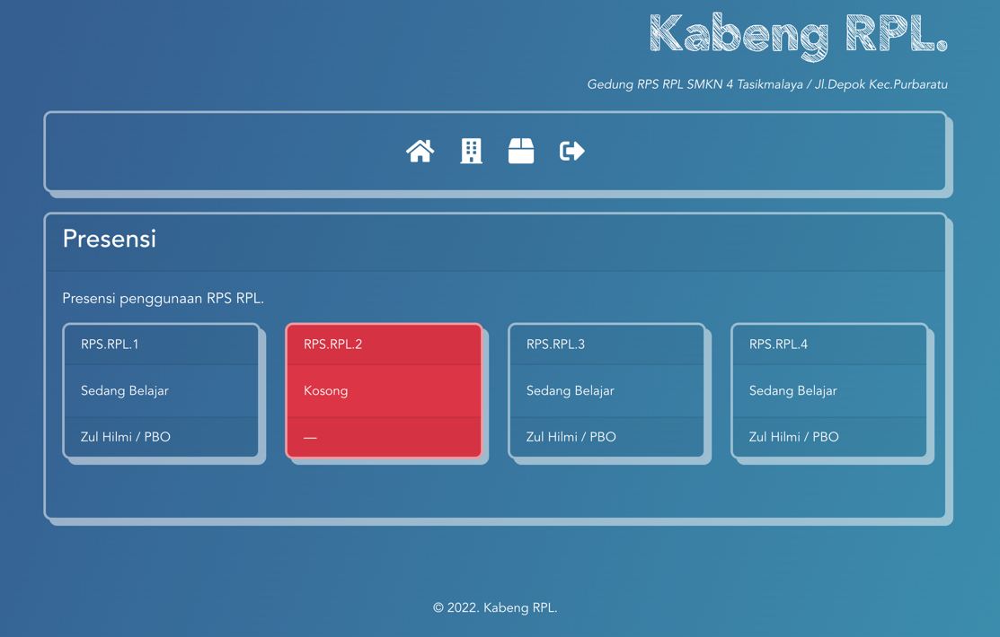 Kabeng RPL.
Gedung RPS RPL SMKN 4 Tasikmalaya / Jl.Depok Kec.Purbaratu
Presensi
Presensi penggunaan RPS RPL.
RPS.RPL.1
Sedang Belajar
Zul Hilmi / PBO
RPS.RPL.2
Kosong
—
RPS.RPL.3
Sedang Belajar
Zul Hilmi / PBO
RPS.RPL.4
Sedang Belajar
Zul Hilmi / PBO
© 2022. Kabeng RPL.